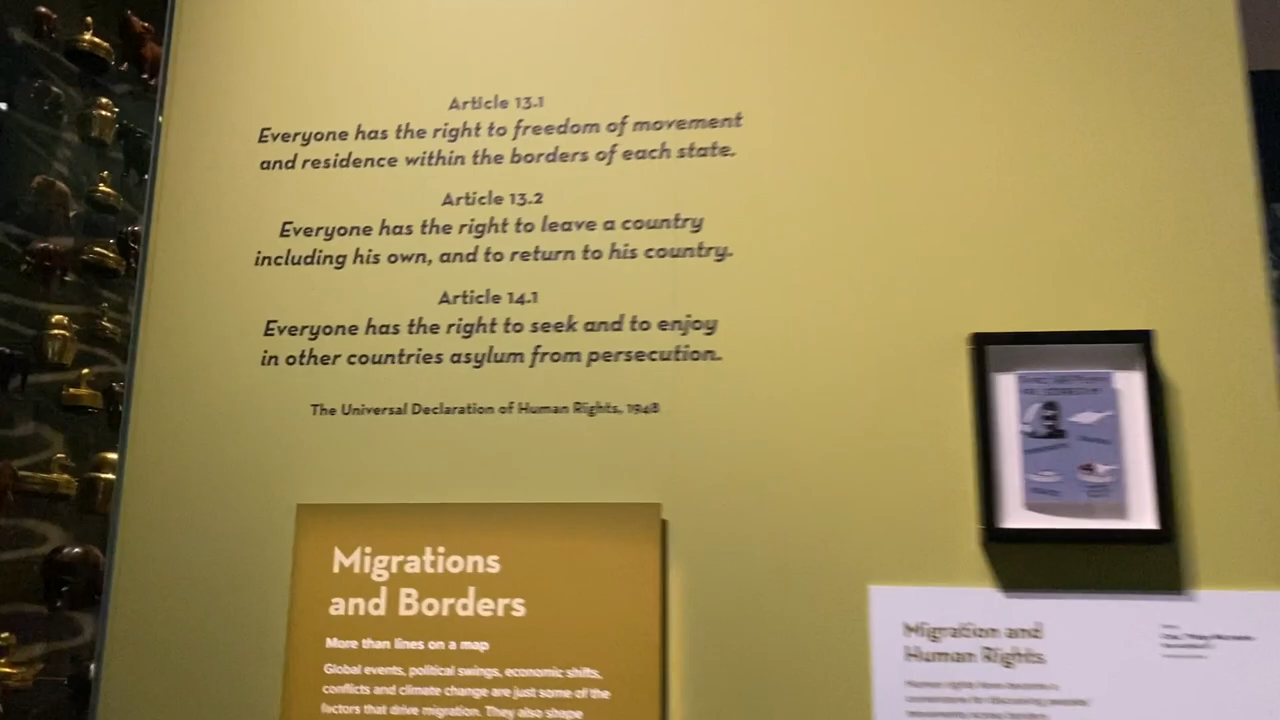 Article 13.1
Everyone has the right to freedom of movement
and residence within the borders of each state.
Article 13.2
Everyone has the right to leave a country
including his own, and to return to his country.
Article 14.1
Everyone has the right to seek and to enjoy
in other countries asylum from persecution.
The Universal Declaration of Human Rights, 1948
Migrations
and Borders
More than lines on a map
Global events, political swings, economic shifts,
conflicts and climate change are just some of the
factors that drive migration. They also shape
Migration and
Human Rights